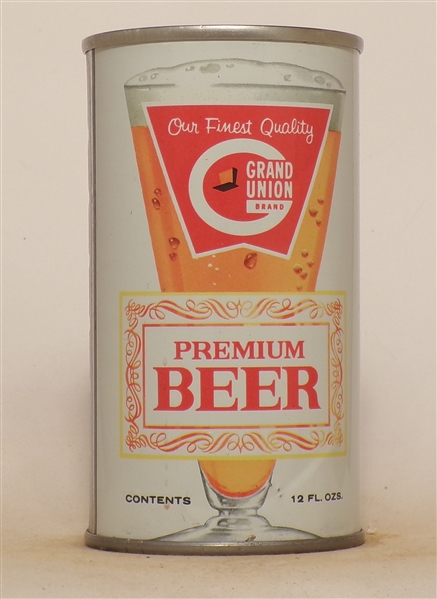 Our Finest Quality
GRAND
UNION
BRAND
PREMIUM
BEER
CONTENTS 12 FL. OZS.